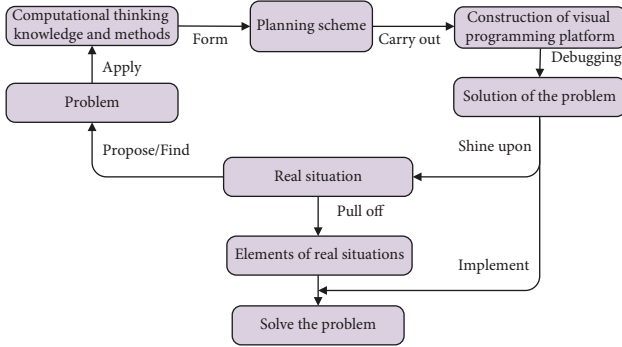 Computational thinking
knowledge and methods
Form
Planning scheme
Carry out
Construction of visual
programming platform
Debugging
Apply
Problem
Solution of the problem
Propose/Find
Shine upon
Real situation
Pull off
Elements of real situations
Implement
Solve the problem